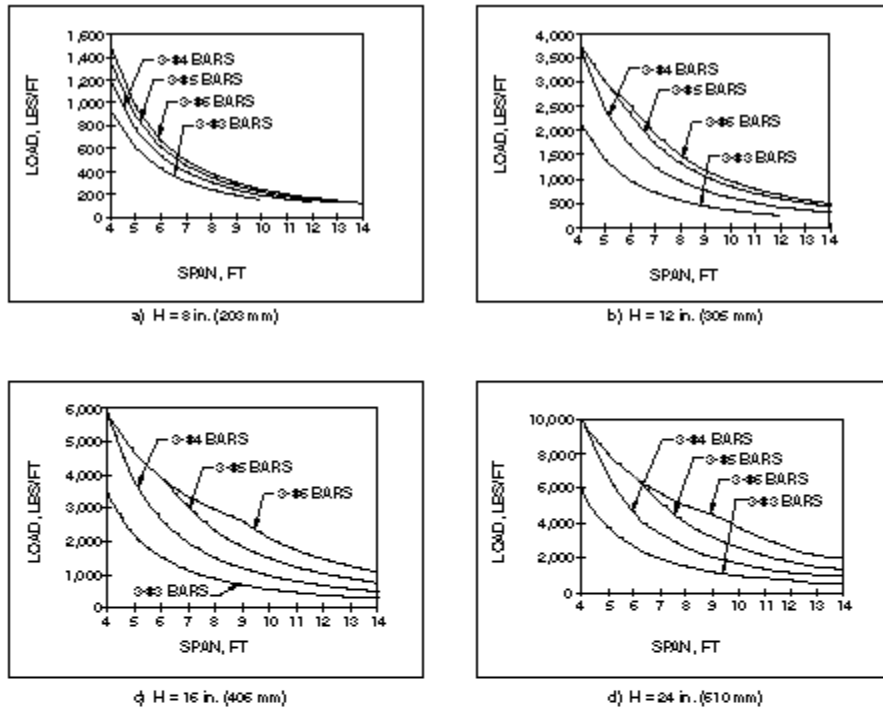 1,600
1,400
1,200
1,000
800
600
400
200
0
LOAD, LBS/FT
3-#4 BARS
3-#5 BARS
3-#6 BARS
3-#3 BARS
4 5 6 7 8 9 10 11 12 13 14
SPAN, FT
a) H = 8 in. (203 mm)
4,000
3,500
3,000
2,500
2,000
1,500
1,000
500
0
LOAD, LBS/FT
3-#4 BARS
3-#5 BARS
3-#6 BARS
3-#3 BARS
4 5 6 7 8 9 10 11 12 13 14
SPAN, FT
b) H = 12 in. (305 mm)
6,000
5,000
4,000
3,000
2,000
1,000
0
LOAD, LBS/FT
3-#4 BARS
3-#5 BARS
3-#6 BARS
3-#3 BARS
4 5 6 7 8 9 10 11 12 13 14
SPAN, FT
c) H = 16 in. (406 mm)
10,000
8,000
6,000
4,000
2,000
0
LOAD, LBS/FT
3-#4 BARS
3-#5 BARS
3-#6 BARS
3-#3 BARS
4 5 6 7 8 9 10 11 12 13 14
SPAN, FT
d) H = 24 in. (610 mm)